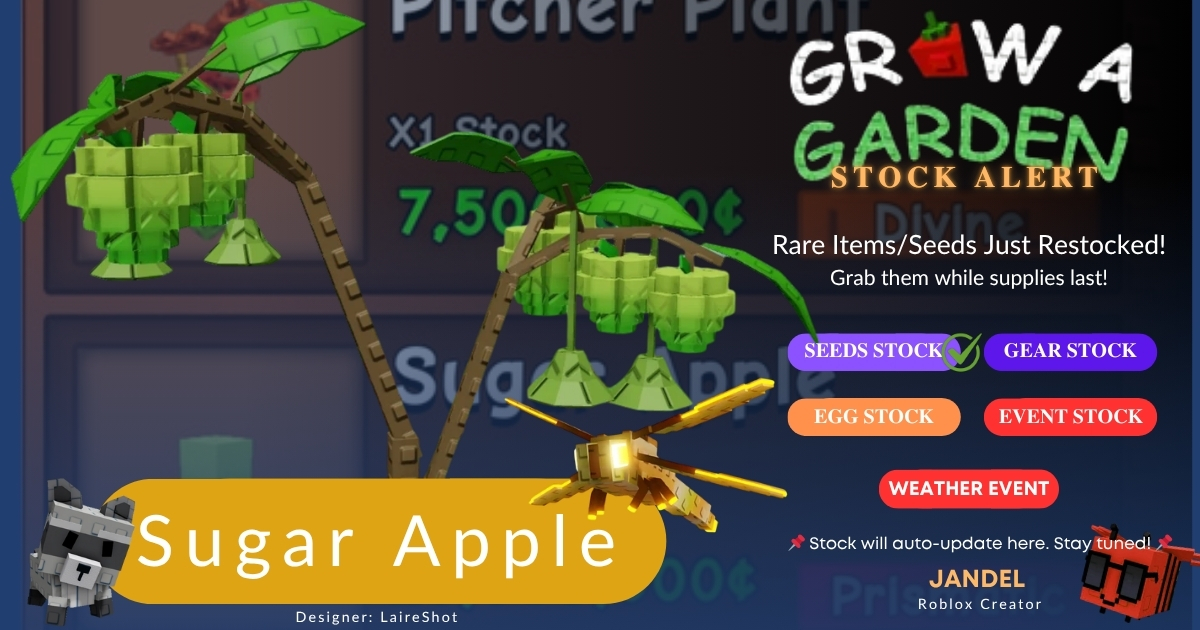 Pitcher Plant
X1 Stock
Divine
Sugar Apple
Sugar Apple
Designer: LaireShot
GROW A
GARDEN
STOCK ALERT
Rare Items/Seeds Just Restocked!
Grab them while supplies last!
SEEDS STOCK
GEAR STOCK
EGG STOCK
EVENT STOCK
WEATHER EVENT
📌 Stock will auto-update here. Stay tuned! 📌
JANDEL
Roblox Creator